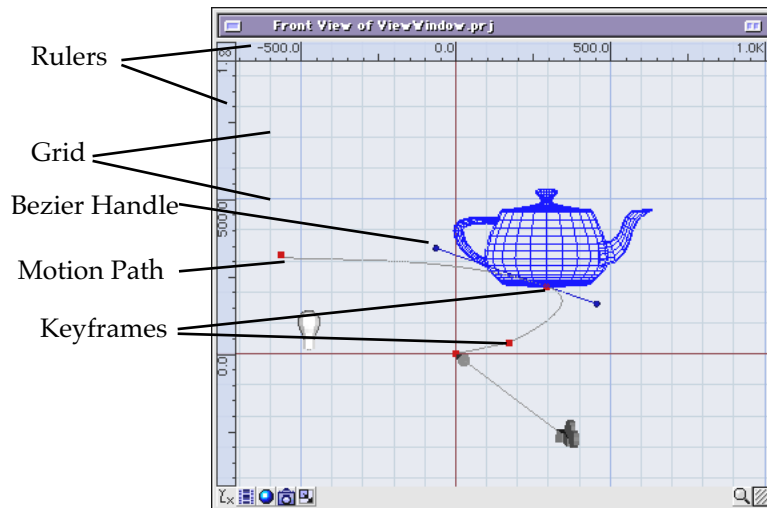 Front View of ViewWindow.prj
-500.0 0.0 500.0 1.0K
Rulers
Grid
Bezier Handle
500.0
Motion Path
Keyframes
0.0
Yx